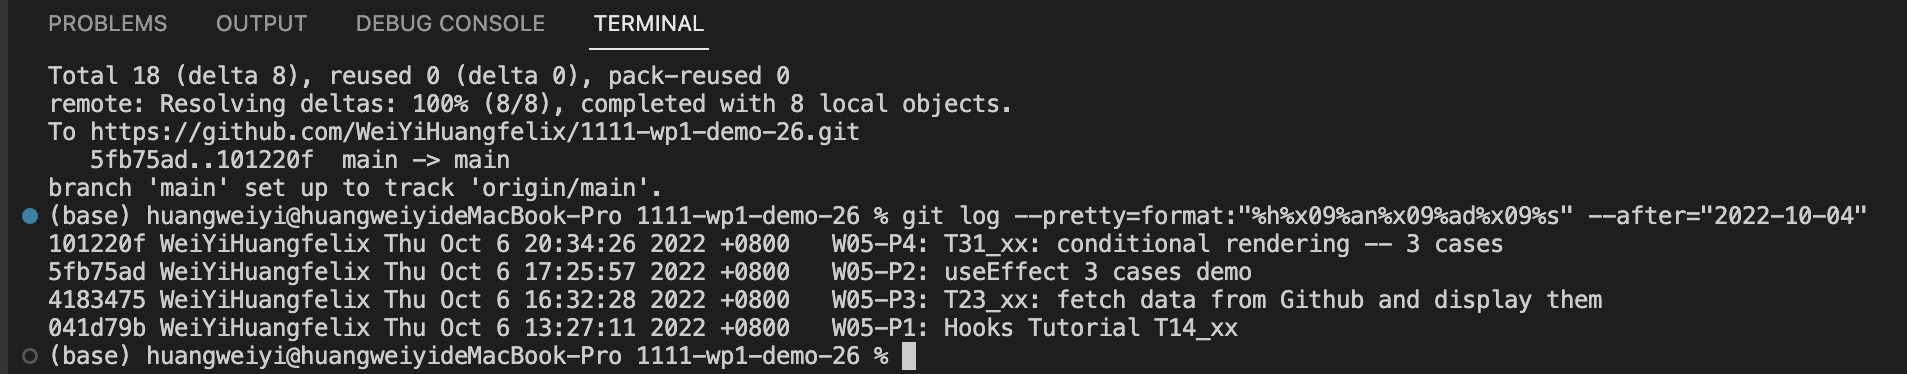 PROBLEMS OUTPUT DEBUG CONSOLE TERMINAL
Total 18 (delta 8), reused 0 (delta 0), pack-reused 0
remote: Resolving deltas: 100% (8/8), completed with 8 local objects.
To https://github.com/WeiYiHuangfelix/1111-wp1-demo-26.git
   5fb75ad..101220f  main -> main
branch 'main' set up to track 'origin/main'.
(base) huangweiyi@huangweiyideMacBook-Pro 1111-wp1-demo-26 % git log --pretty=format:"%h%x09%an%x09%ad%x09%s" --after="2022-10-04"
101220f WeiYiHuangfelix Thu Oct 6 20:34:26 2022 +0800   W05-P4: T31_xx: conditional rendering -- 3 cases
5fb75ad WeiYiHuangfelix Thu Oct 6 17:25:57 2022 +0800   W05-P2: useEffect 3 cases demo
4183475 WeiYiHuangfelix Thu Oct 6 16:32:28 2022 +0800   W05-P3: T23_xx: fetch data from Github and display them
041d79b WeiYiHuangfelix Thu Oct 6 13:27:11 2022 +0800   W05-P1: Hooks Tutorial T14_xx
(base) huangweiyi@huangweiyideMacBook-Pro 1111-wp1-demo-26 %